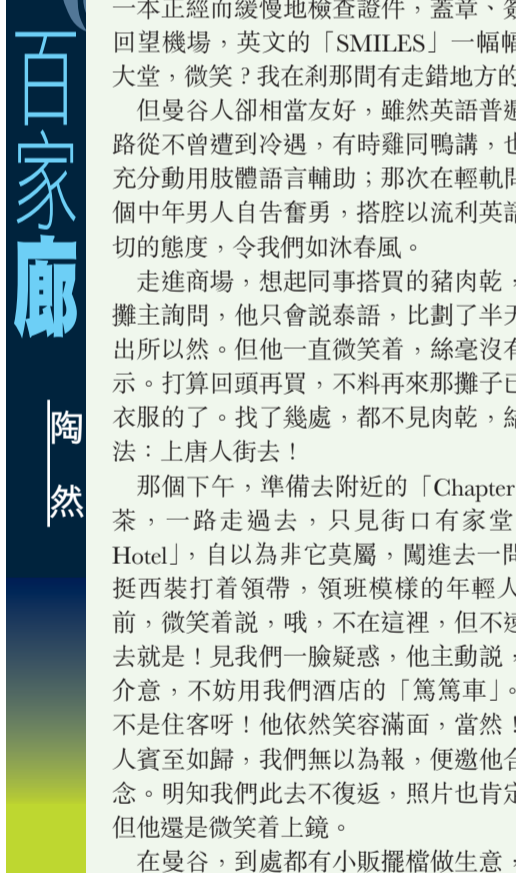 百家廊
陶然
一本正經而緩慢地檢查證件，蓋章、簽
回望機場，英文的「SMILES」一幅幅
大堂，微笑？我在剎那間有走錯地方的
但曼谷人卻相當友好，雖然英語普遍
路從不曾遭到冷遇，有時雞同鴨講，也
充分動用肢體語言輔助；那次在輕軌問
個中年男人自告奮勇，搭腔以流利英語
切的態度，令我們如沐春風。
走進商場，想起同事搭買的豬肉乾，
攤主詢問，他只會説泰語，比劃了半天
出所以然。但他一直微笑着，絲毫沒有
示。打算回頭再買，不料再來那攤子已
衣服的了。找了幾處，都不見肉乾，結
法：上唐人街去！
那個下午，準備去附近的「Chapter
茶，一路走過去，只見街口有家堂
Hotel」，自以為非它莫屬，闖進去一問
挺西裝打着領帶，領班模樣的年輕人
前，微笑着説，哦，不在這裡，但不遠
去就是！見我們一臉疑惑，他主動説，
介意，不妨用我們酒店的「篤篤車」。
不是住客呀！他依然笑容滿面，當然！
人賓至如歸，我們無以為報，便邀他合
念。明知我們此去不復返，照片也肯定
但他還是微笑着上鏡。
在曼谷，到處都有小販擺檔做生意，